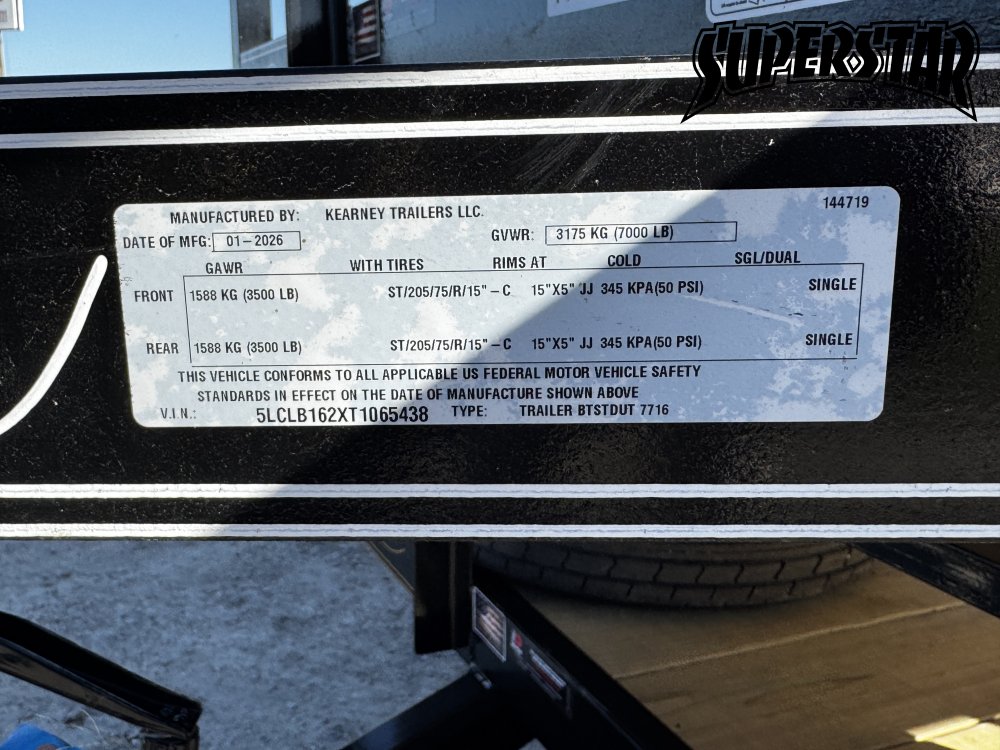 SUPERSTAR
144719
MANUFACTURED BY: KEARNEY TRAILERS LLC.
DATE OF MFG: 01-2026 GVWR: 3175 KG (7000 LB)
GAWR WITH TIRES RIMS AT COLD SGL/DUAL
FRONT 1588 KG (3500 LB) ST/205/75/R/15" - C 15"X5" JJ 345 KPA(50 PSI) SINGLE
REAR 1588 KG (3500 LB) ST/205/75/R/15" - C 15"X5" JJ 345 KPA(50 PSI) SINGLE
THIS VEHICLE CONFORMS TO ALL APPLICABLE US FEDERAL MOTOR VEHICLE SAFETY
STANDARDS IN EFFECT ON THE DATE OF MANUFACTURE SHOWN ABOVE
V.I.N.: 5LCLB162XT1065438 TYPE: TRAILER BTSTDUT 7716